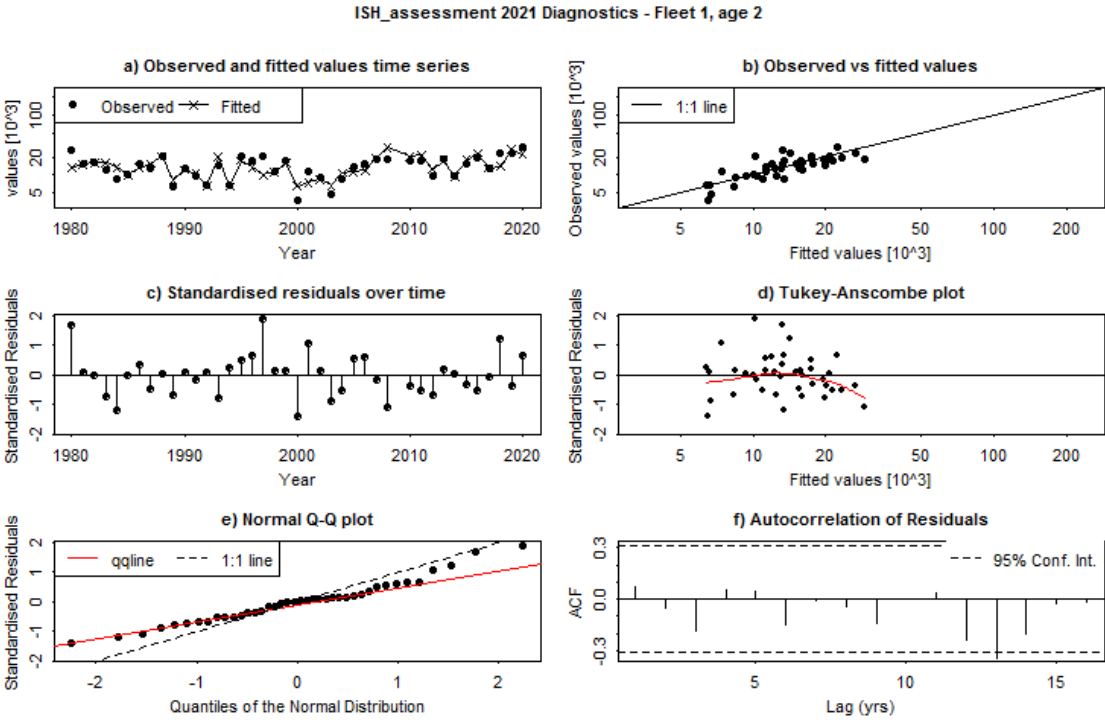 ISH_assessment 2021 Diagnostics - Fleet 1, age 2
a) Observed and fitted values time series
values [10^3]
5 20 100
Observed Fitted
1980 1990 2000 2010 2020
Year
b) Observed vs fitted values
Observed values [10^3]
5 20 100
1:1 line
5 10 20 50 100 200
Fitted values [10^3]
c) Standardised residuals over time
Standardised Residuals
-2 -1 0 1 2
1980 1990 2000 2010 2020
Year
d) Tukey-Anscombe plot
Standardised Residuals
-2 -1 0 1 2
5 10 20 50 100 200
Fitted values [10^3]
e) Normal Q-Q plot
Standardised Residuals
-2 -1 0 1 2
qqline 1:1 line
-2 -1 0 1 2
Quantiles of the Normal Distribution
f) Autocorrelation of Residuals
ACF
-0.3 0.0 0.3
95% Conf. Int.
5 10 15
Lag (yrs)